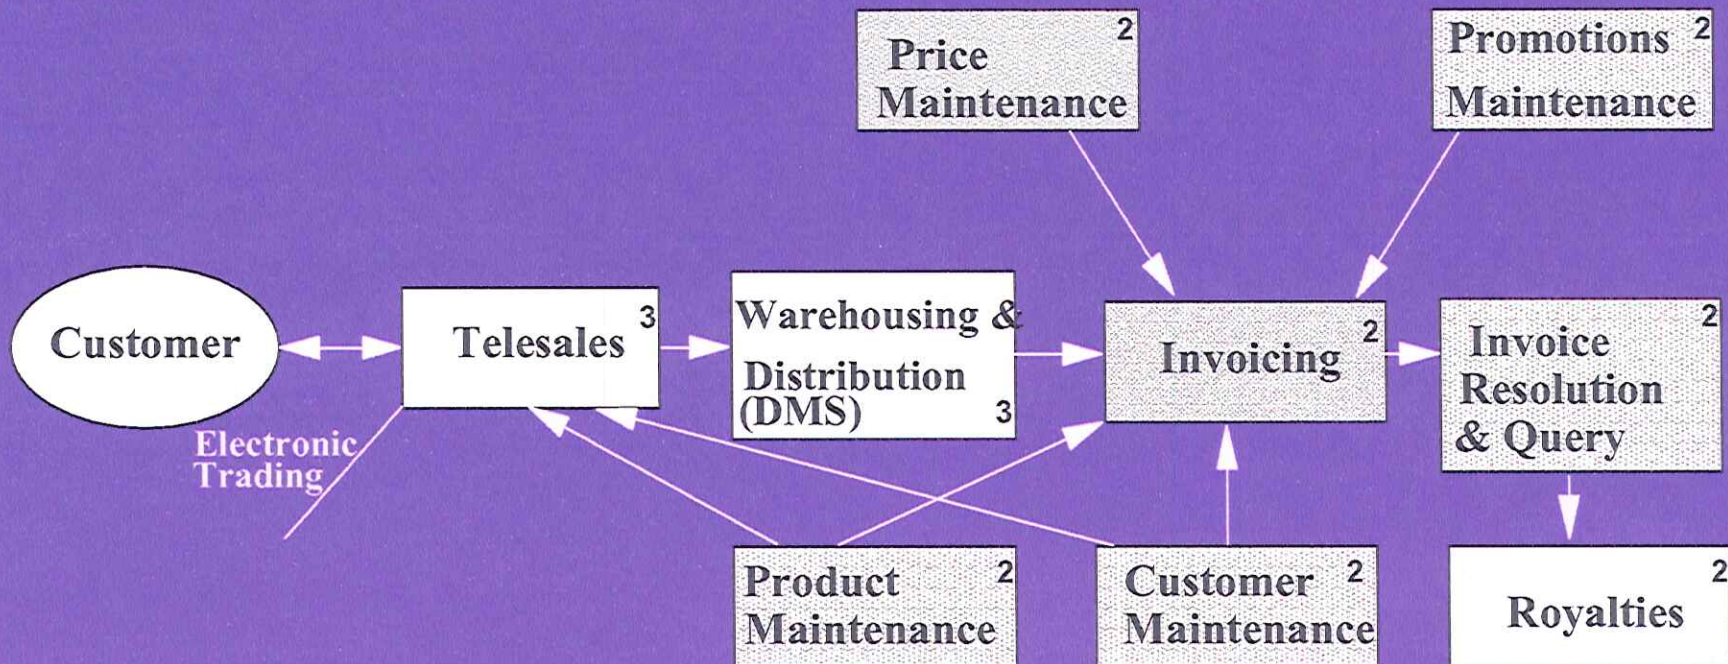 Price 2
Maintenance
Promotions 2
Maintenance
Customer
Telesales 3
Warehousing &
Distribution
(DMS) 3
Invoicing 2
Invoice 2
Resolution
& Query
Electronic
Trading
Product 2
Maintenance
Customer 2
Maintenance
Royalties 2